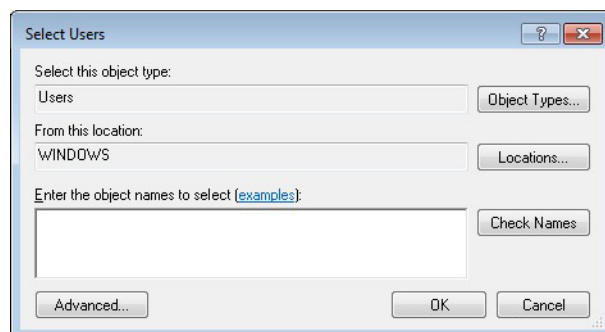 Select Users
?
Select this object type:
Users
Object Types...
From this location:
WINDOWS
Locations...
Enter the object names to select (examples):
Check Names
Advanced...
OK
Cancel